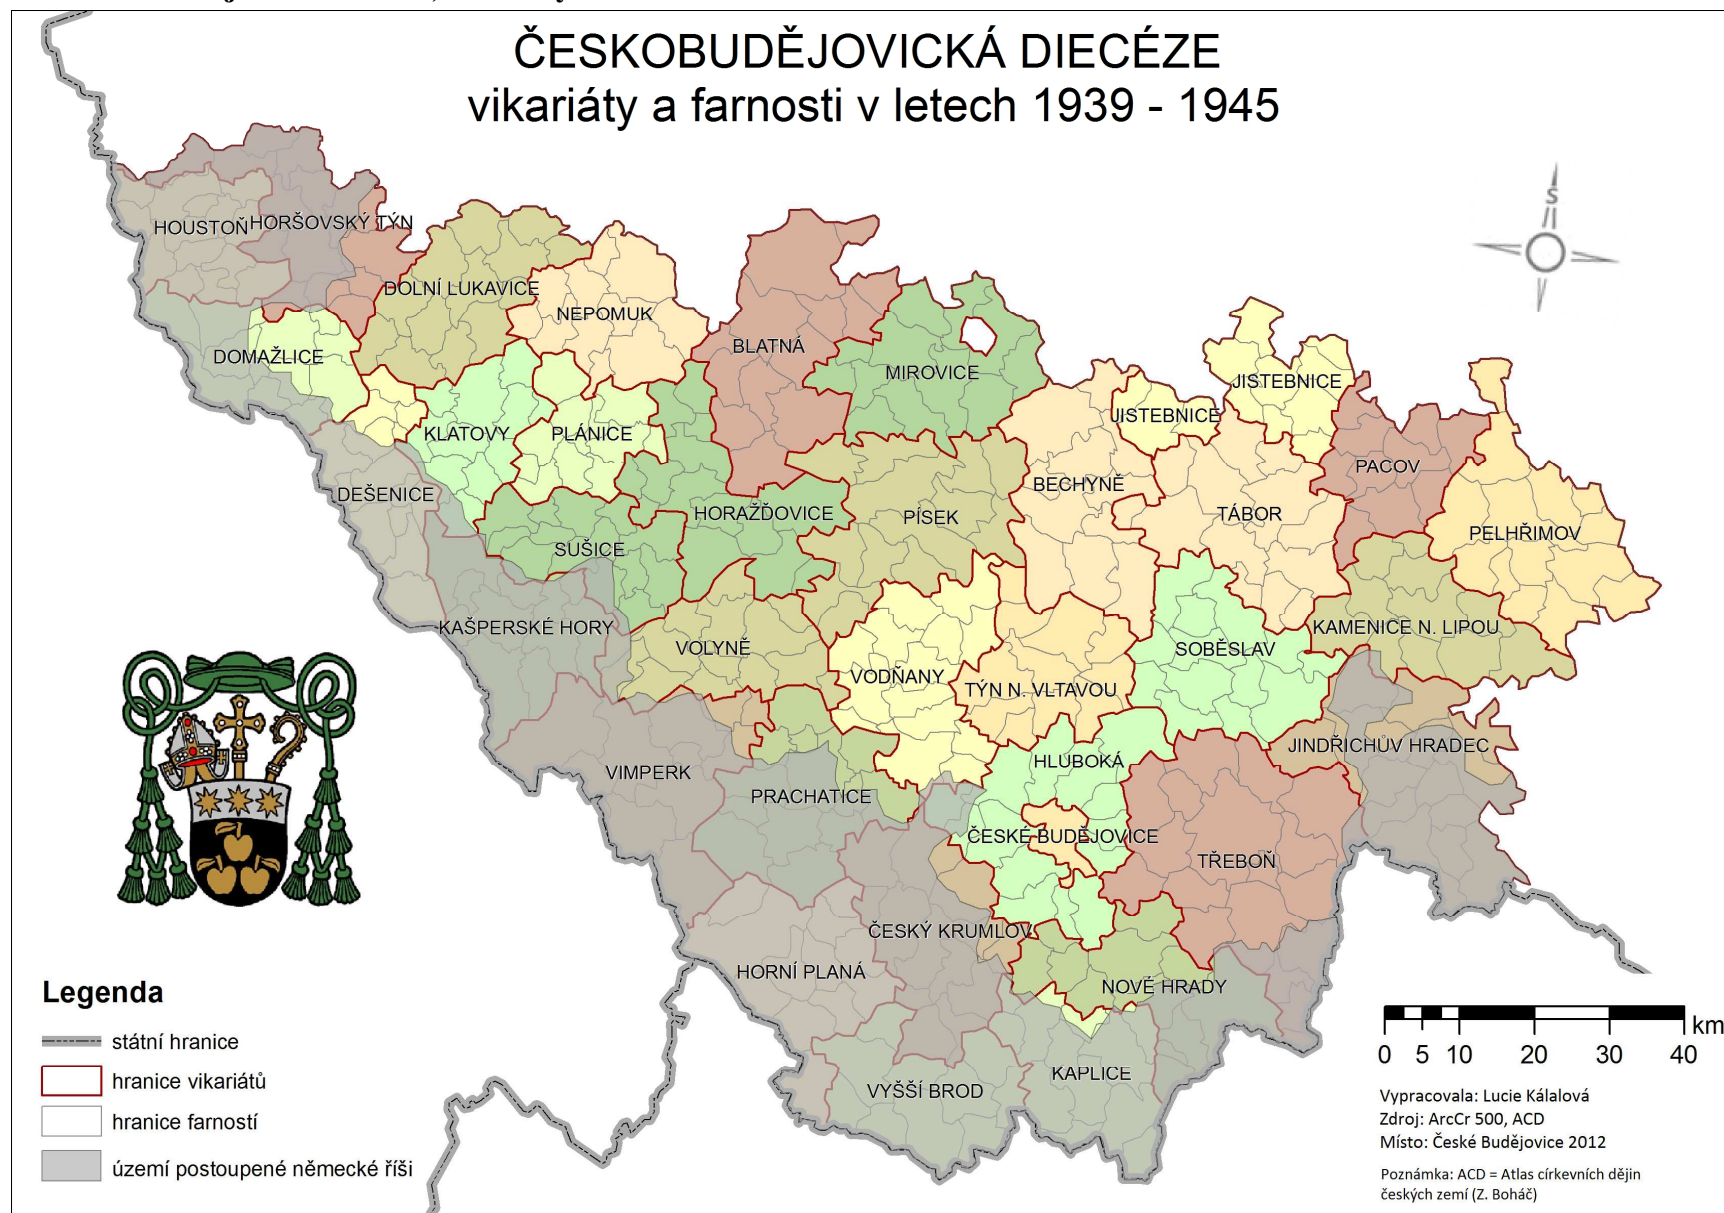 ČESKOBUDĚJOVICKÁ DIECÉZE
vikariáty a farnosti v letech 1939 - 1945
S
HOUSTOŇ
HORŠOVSKÝ TÝN
DOLNÍ LUKAVICE
NEPOMUK
DOMAŽLICE
BLATNÁ
MIROVICE
JISTEBNICE
JISTEBNICE
KLATOVY
PLÁNICE
PACOV
DEŠENICE
BECHYNĚ
HORAŽĎOVICE
PÍSEK
TÁBOR
PELHŘIMOV
SUŠICE
KAŠPERSKÉ HORY
VOLYNĚ
KAMENICE N. LIPOU
SOBĚSLAV
VODŇANY
TÝN N. VLTAVOU
JINDŘICHŮV HRADEC
VIMPERK
HLUBOKÁ
PRACHATICE
ČESKÉ BUDĚJOVICE
TŘEBOŇ
ČESKÝ KRUMLOV
HORNÍ PLANÁ
NOVÉ HRADY
KAPLICE
VYŠŠÍ BROD
Legenda
státní hranice
hranice vikariátů
hranice farností
území postoupené německé říši
km
0 5 10 20 30 40
Vypracovala: Lucie Kálalová
Zdroj: ArcCr 500, ACD
Místo: České Budějovice 2012
Poznámka: ACD = Atlas církevních dějin
českých zemí (Z. Boháč)